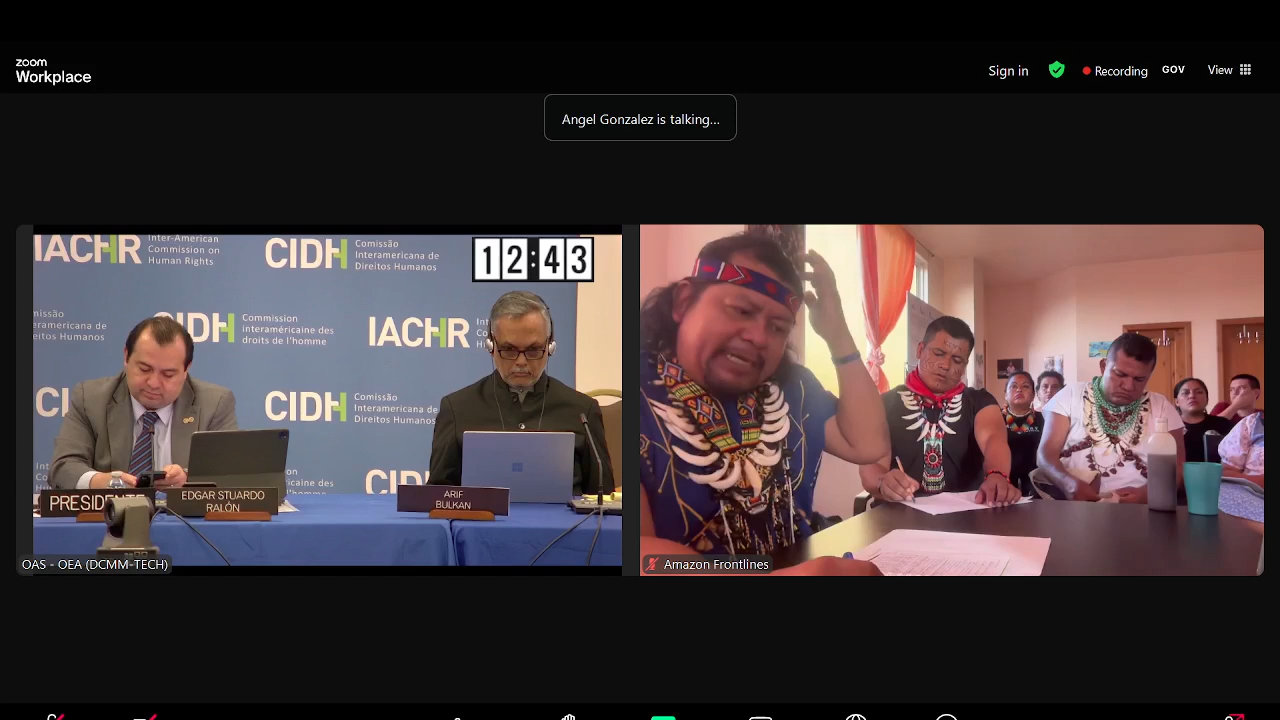 zoom
Workplace
Sign in
Recording
GOV
View
Angel Gonzalez is talking...
IACHR
Inter-American
Commission on
Human Rights
CIDH
Comissão
Interamericana de
Direitos Humanos
12:43
CIDH
Commission
interaméricaine des
droits de l'homme
IACHR
CIDH
Comissão
Interamericana de
Direitos Humanos
PRESIDENTE
EDGAR STUARDO
RALÓN
ARIF
BULKAN
OAS - OEA (DCMM-TECH)
Amazon Frontlines